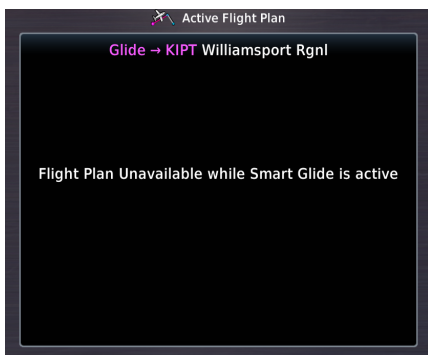 Active Flight Plan
Glide → KIPT Williamsport Rgnl
Flight Plan Unavailable while Smart Glide is active